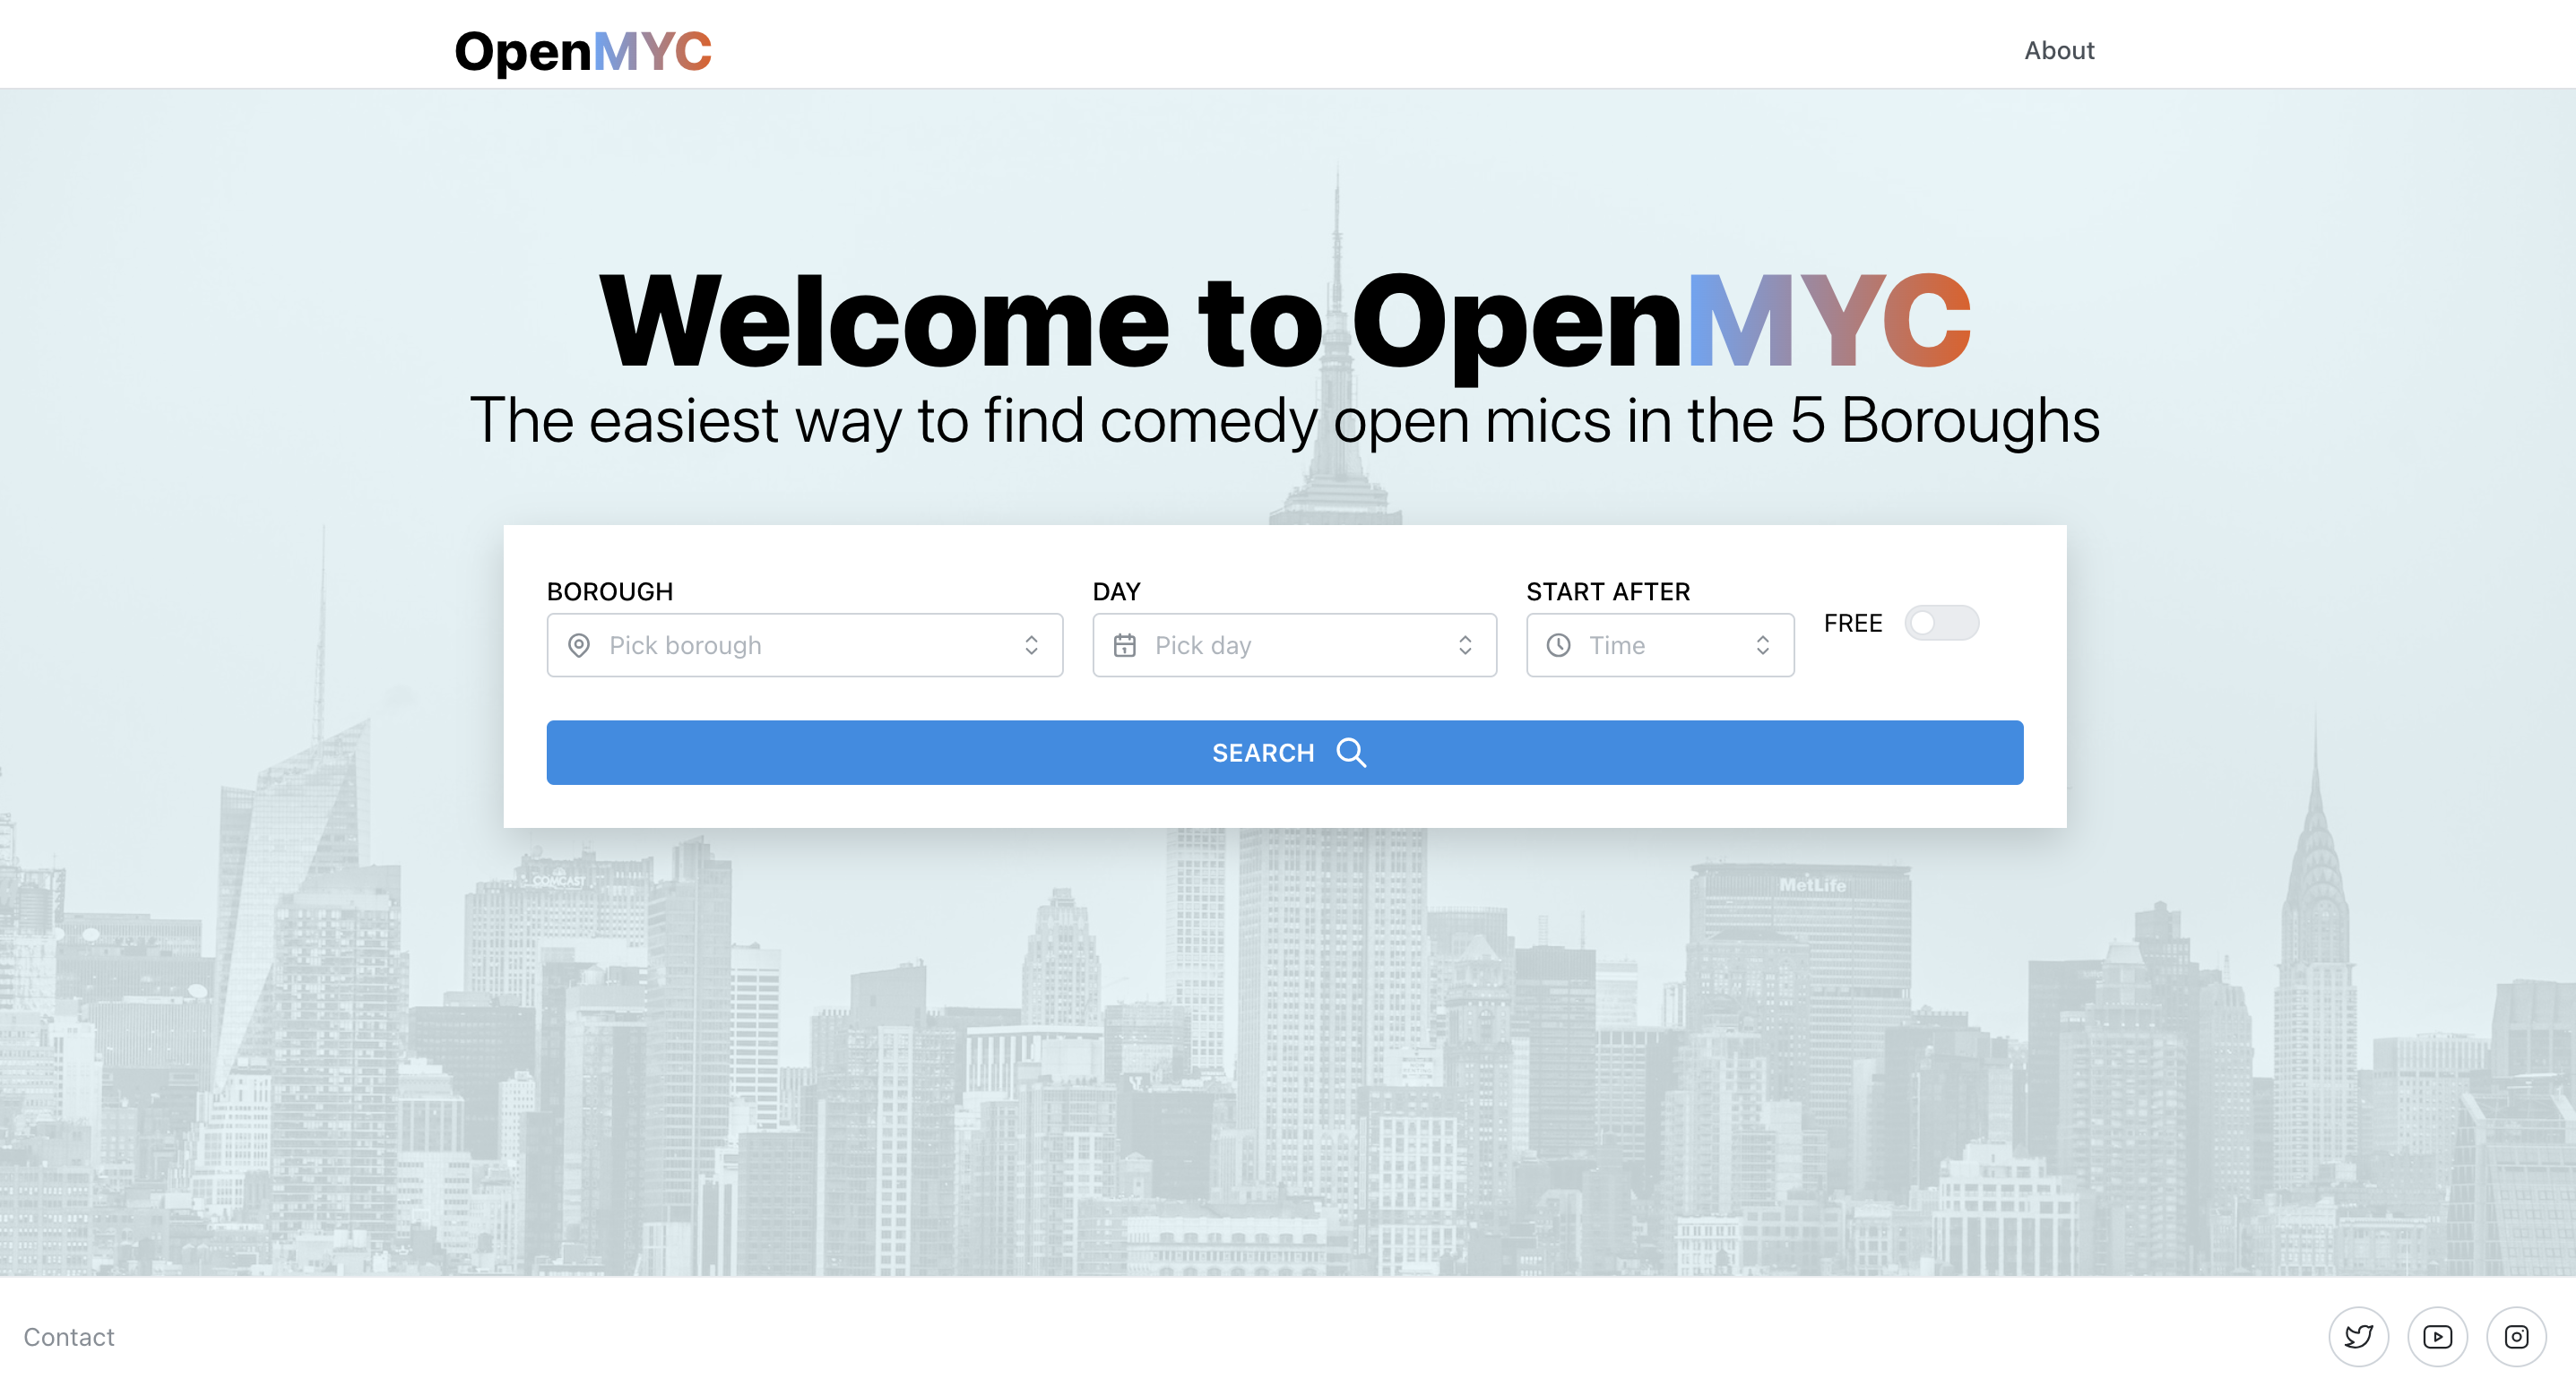 OpenMYC
About
Welcome to OpenMYC
The easiest way to find comedy open mics in the 5 Boroughs
BOROUGH
DAY
START AFTER
Pick borough
Pick day
Time
FREE
SEARCH
COMCAST
MetLife
Contact